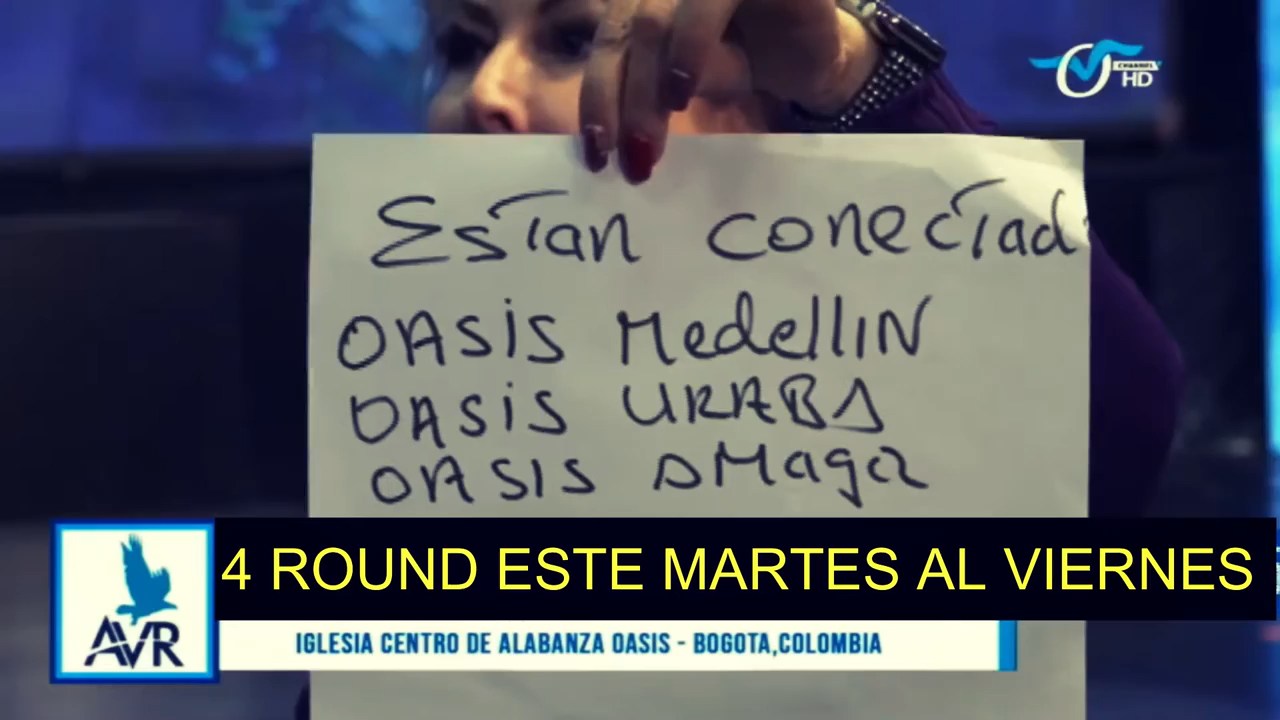 CHANNEL
HD
Estan conectad
OASIS MedellIN
OASIS URABA
OASIS AMaga
4 ROUND ESTE MARTES AL VIERNES
AVR
IGLESIA CENTRO DE ALABANZA OASIS - BOGOTA,COLOMBIA